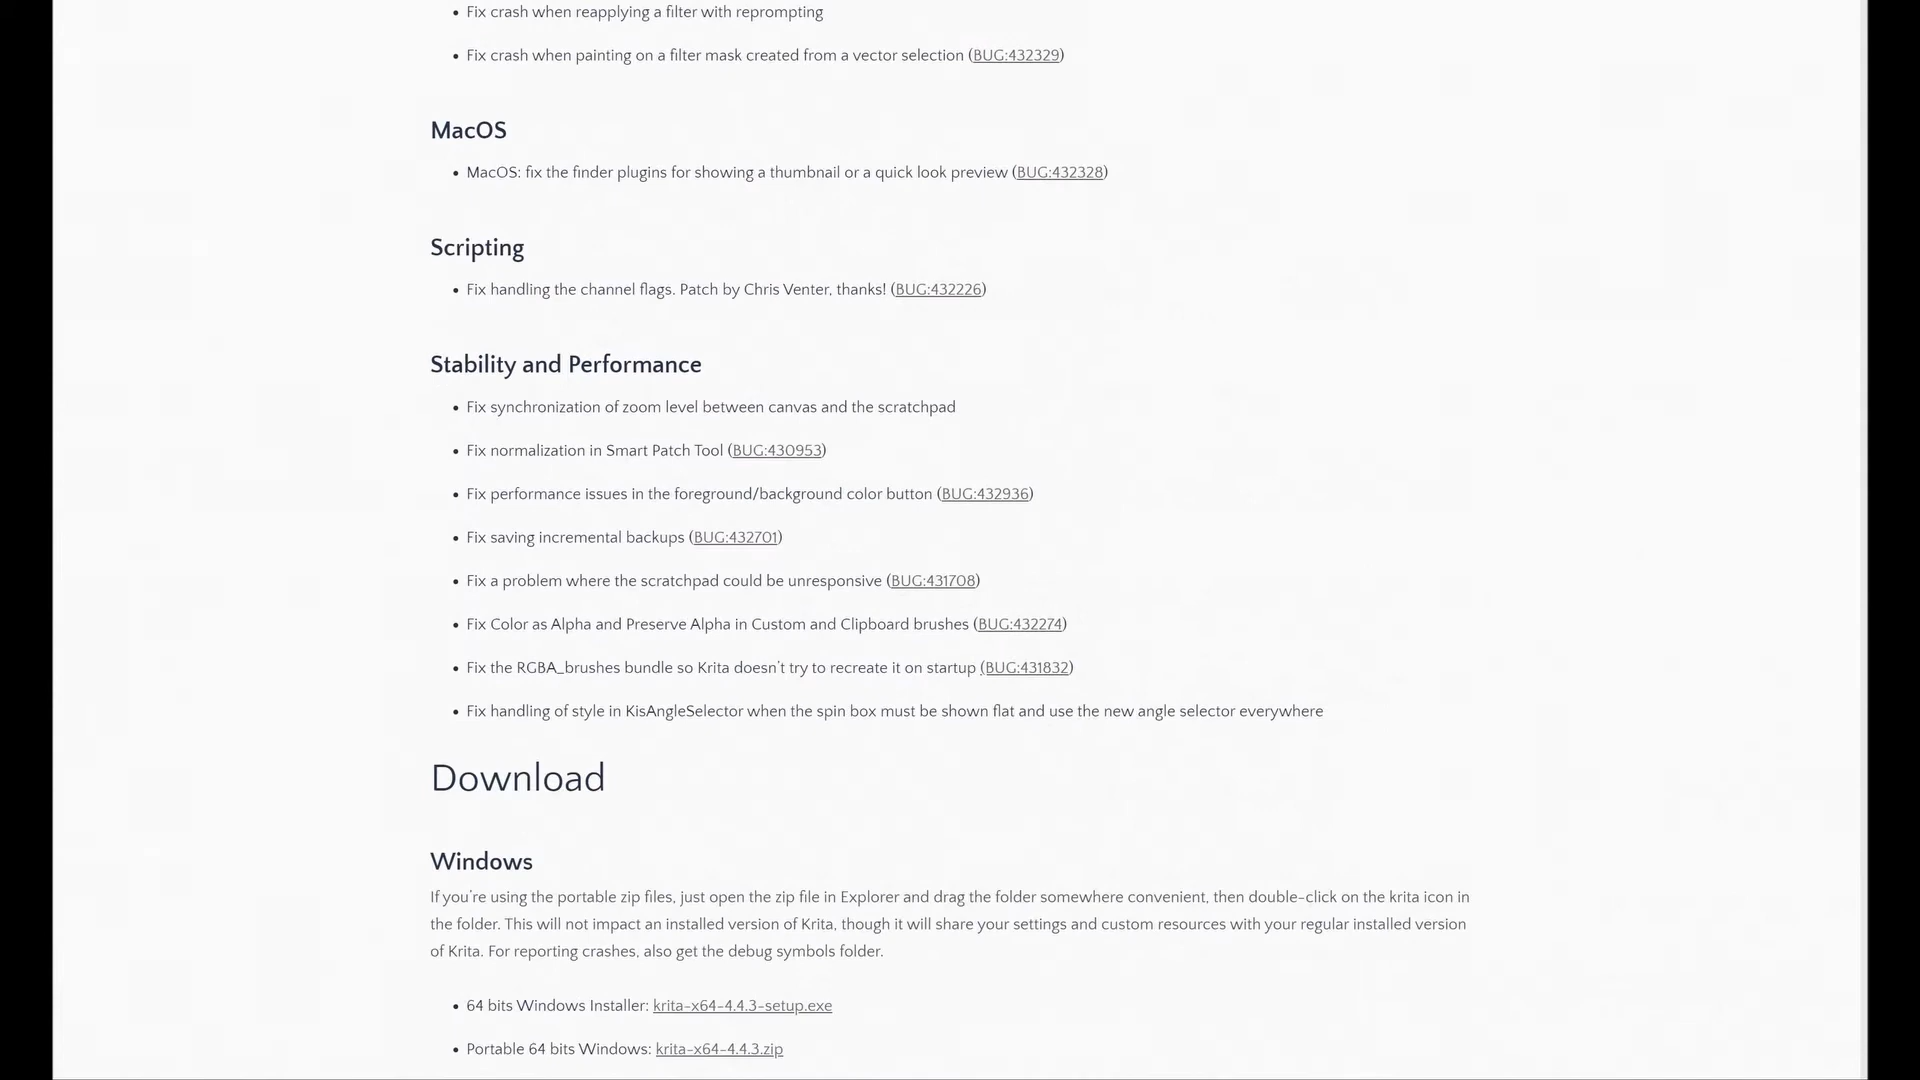 • Fix crash when reapplying a filter with reprompting
• Fix crash when painting on a filter mask created from a vector selection (BUG:432329)
MacOS
• MacOS: fix the finder plugins for showing a thumbnail or a quick look preview (BUG:432328)
Scripting
• Fix handling the channel flags. Patch by Chris Venter, thanks! (BUG:432226)
Stability and Performance
• Fix synchronization of zoom level between canvas and the scratchpad
• Fix normalization in Smart Patch Tool (BUG:430953)
• Fix performance issues in the foreground/background color button (BUG:432936)
• Fix saving incremental backups (BUG:432701)
• Fix a problem where the scratchpad could be unresponsive (BUG:431708)
• Fix Color as Alpha and Preserve Alpha in Custom and Clipboard brushes (BUG:432274)
• Fix the RGBA_brushes bundle so Krita doesn't try to recreate it on startup (BUG:431832)
• Fix handling of style in KisAngleSelector when the spin box must be shown flat and use the new angle selector everywhere
Download
Windows
If you're using the portable zip files, just open the zip file in Explorer and drag the folder somewhere convenient, then double-click on the krita icon in
the folder. This will not impact an installed version of Krita, though it will share your settings and custom resources with your regular installed version
of Krita. For reporting crashes, also get the debug symbols folder.
• 64 bits Windows Installer: krita-x64-4.4.3-setup.exe
• Portable 64 bits Windows: krita-x64-4.4.3.zip